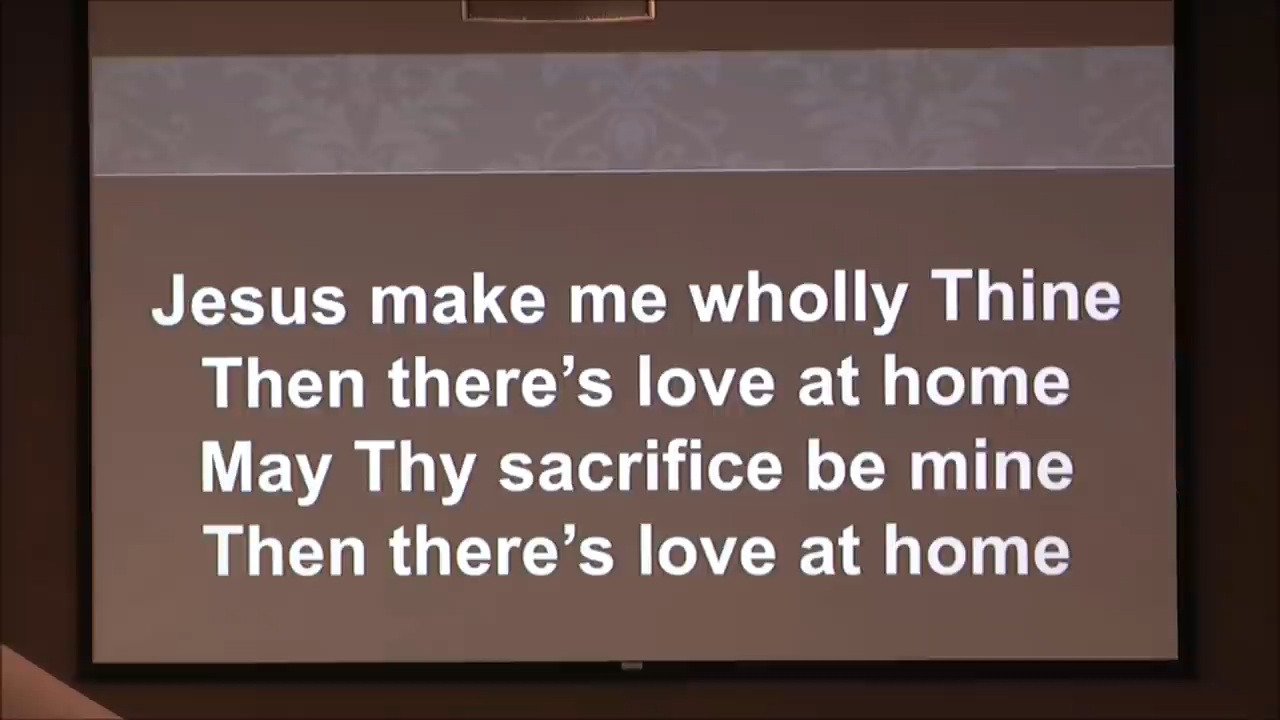 Jesus make me wholly Thine
Then there’s love at home
May Thy sacrifice be mine
Then there’s love at home